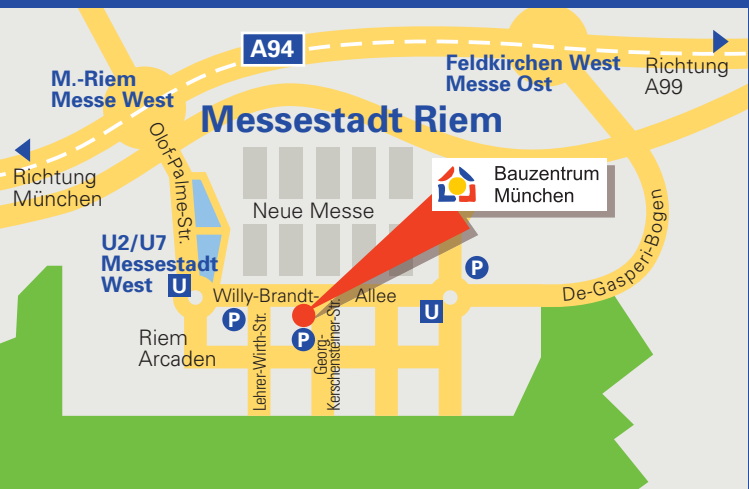 A94
M.-Riem
Messe West
Feldkirchen West
Messe Ost
Richtung
A99
Messestadt Riem
Olof-Palme-Str.
Richtung
München
Bauzentrum
München
Neue Messe
U2/U7
Messestadt
West
U
Willy-Brandt-
Allee
P
De-Gasperi-Bogen
P
P
U
Riem
Arcaden
Lehrer-Wirth-Str.
Georg-
Kerschensteiner-Str.